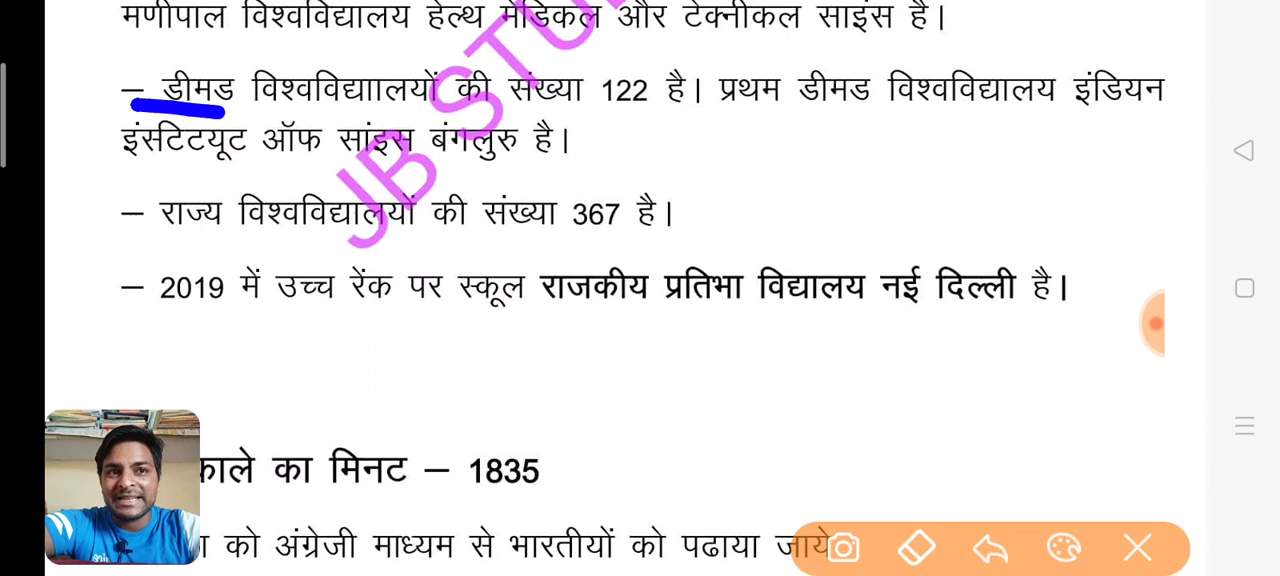 मणीपाल विश्वविद्यालय हेल्थ मेडिकल और टेक्नीकल साइंस है।
– डीमड विश्वविद्याालयों की संख्या 122 है। प्रथम डीमड विश्वविद्यालय इंडियन
इंस्टिटयूट ऑफ सांइस बंगलुरु है।
– राज्य विश्वविद्यालयों की संख्या 367 है।
– 2019 में उच्च रेंक पर स्कूल राजकीय प्रतिभा विद्यालय नई दिल्ली है।
का मिनट – 1835
को अंग्रेजी माध्यम से भारतीयों को पढाया जाये
JB